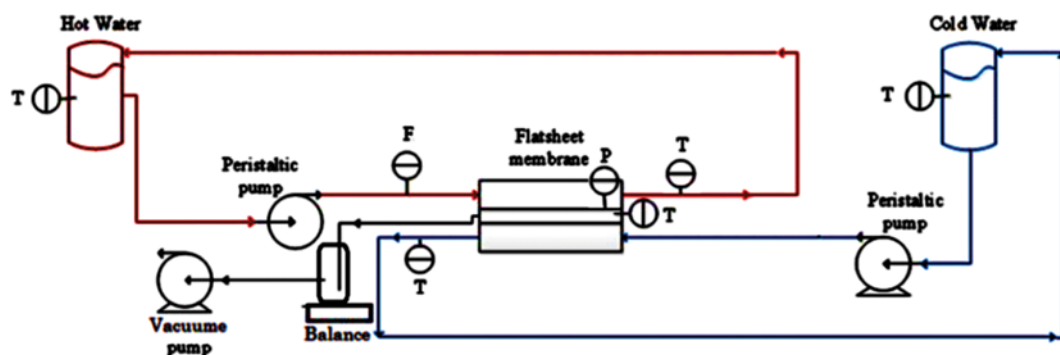 Hot Water
Cold Water
T
T
F
Flatsheet
membrane
P
T
Peristaltic
pump
T
Peristaltic
pump
T
Vacuume
pump
Balance